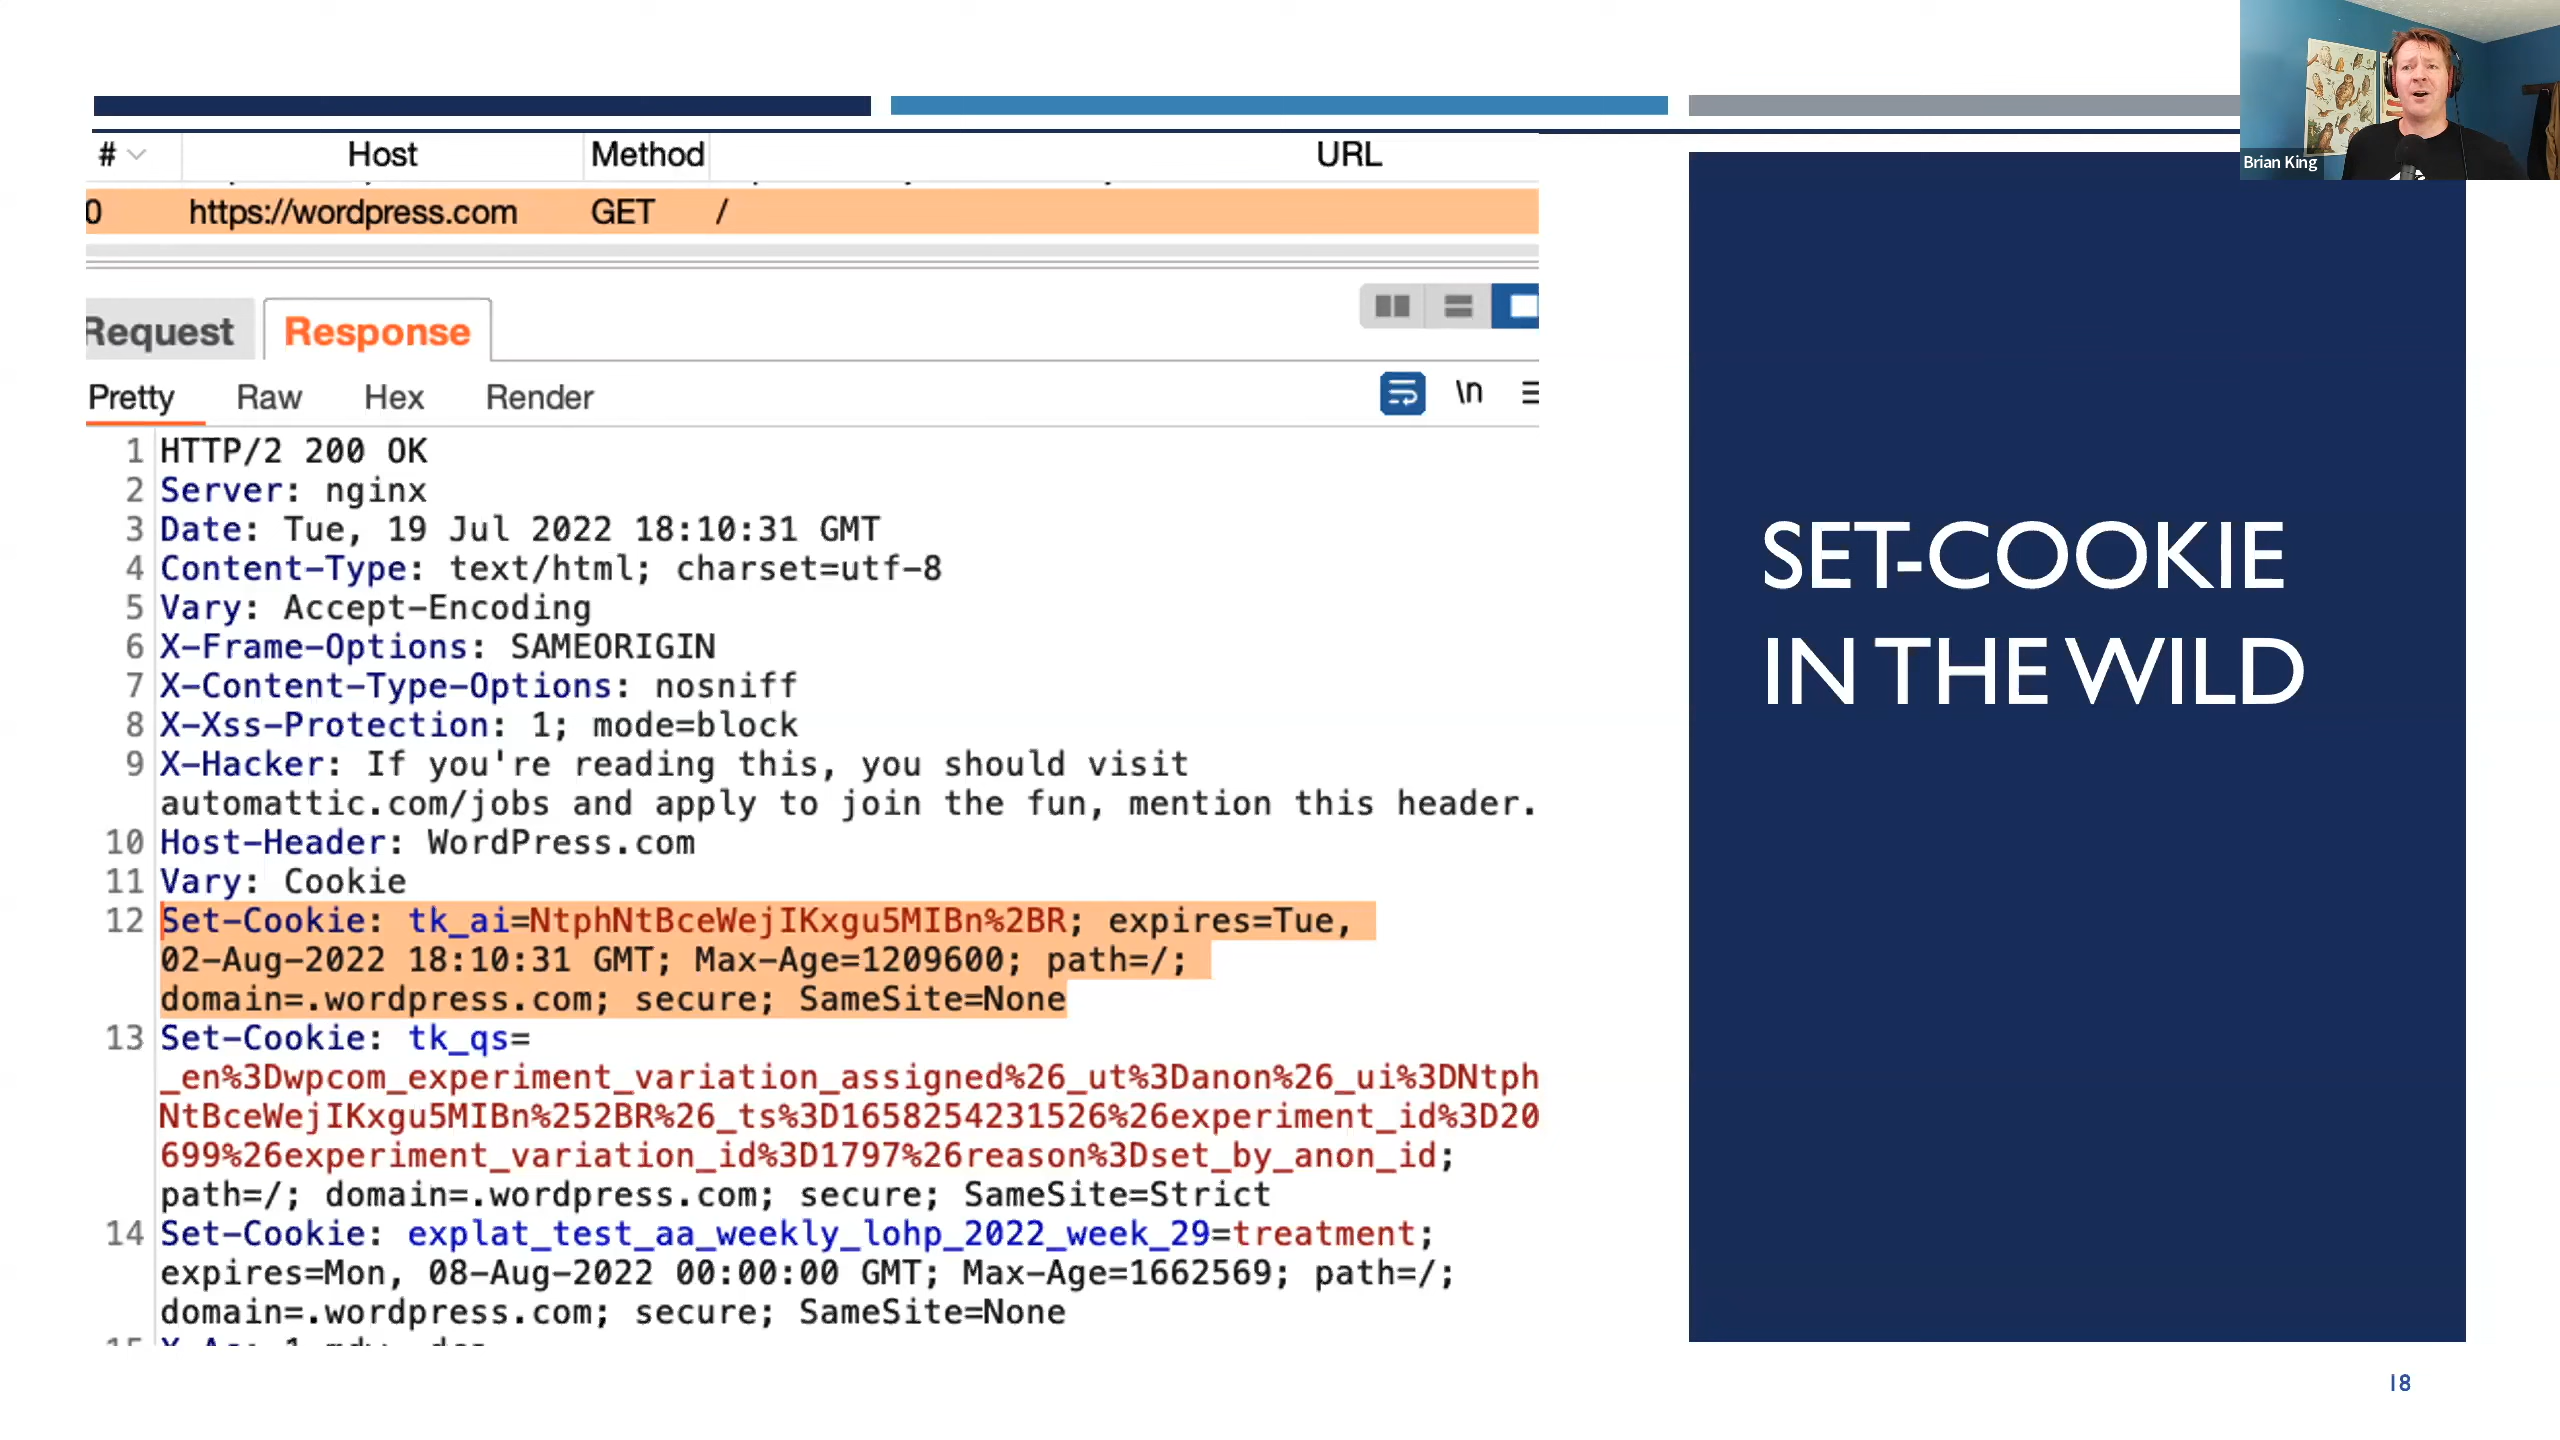 Brian King
# Host Method URL
0 https://wordpress.com GET /
Request Response
Pretty Raw Hex Render \n
1 HTTP/2 200 OK
2 Server: nginx
3 Date: Tue, 19 Jul 2022 18:10:31 GMT
4 Content-Type: text/html; charset=utf-8
5 Vary: Accept-Encoding
6 X-Frame-Options: SAMEORIGIN
7 X-Content-Type-Options: nosniff
8 X-Xss-Protection: 1; mode=block
9 X-Hacker: If you're reading this, you should visit
automattic.com/jobs and apply to join the fun, mention this header.
10 Host-Header: WordPress.com
11 Vary: Cookie
12 Set-Cookie: tk_ai=NtphNtBceWejIKxgu5MIBn%2BR; expires=Tue,
02-Aug-2022 18:10:31 GMT; Max-Age=1209600; path=/;
domain=.wordpress.com; secure; SameSite=None
13 Set-Cookie: tk_qs=
_en%3Dwpcom_experiment_variation_assigned%26_ut%3Danon%26_ui%3DNtph
NtBceWejIKxgu5MIBn%252BR%26_ts%3D1658254231526%26experiment_id%3D20
699%26experiment_variation_id%3D1797%26reason%3Dset_by_anon_id;
path=/; domain=.wordpress.com; secure; SameSite=Strict
14 Set-Cookie: explat_test_aa_weekly_lohp_2022_week_29=treatment;
expires=Mon, 08-Aug-2022 00:00:00 GMT; Max-Age=1662569; path=/;
domain=.wordpress.com; secure; SameSite=None
SET-COOKIE
IN THE WILD
18